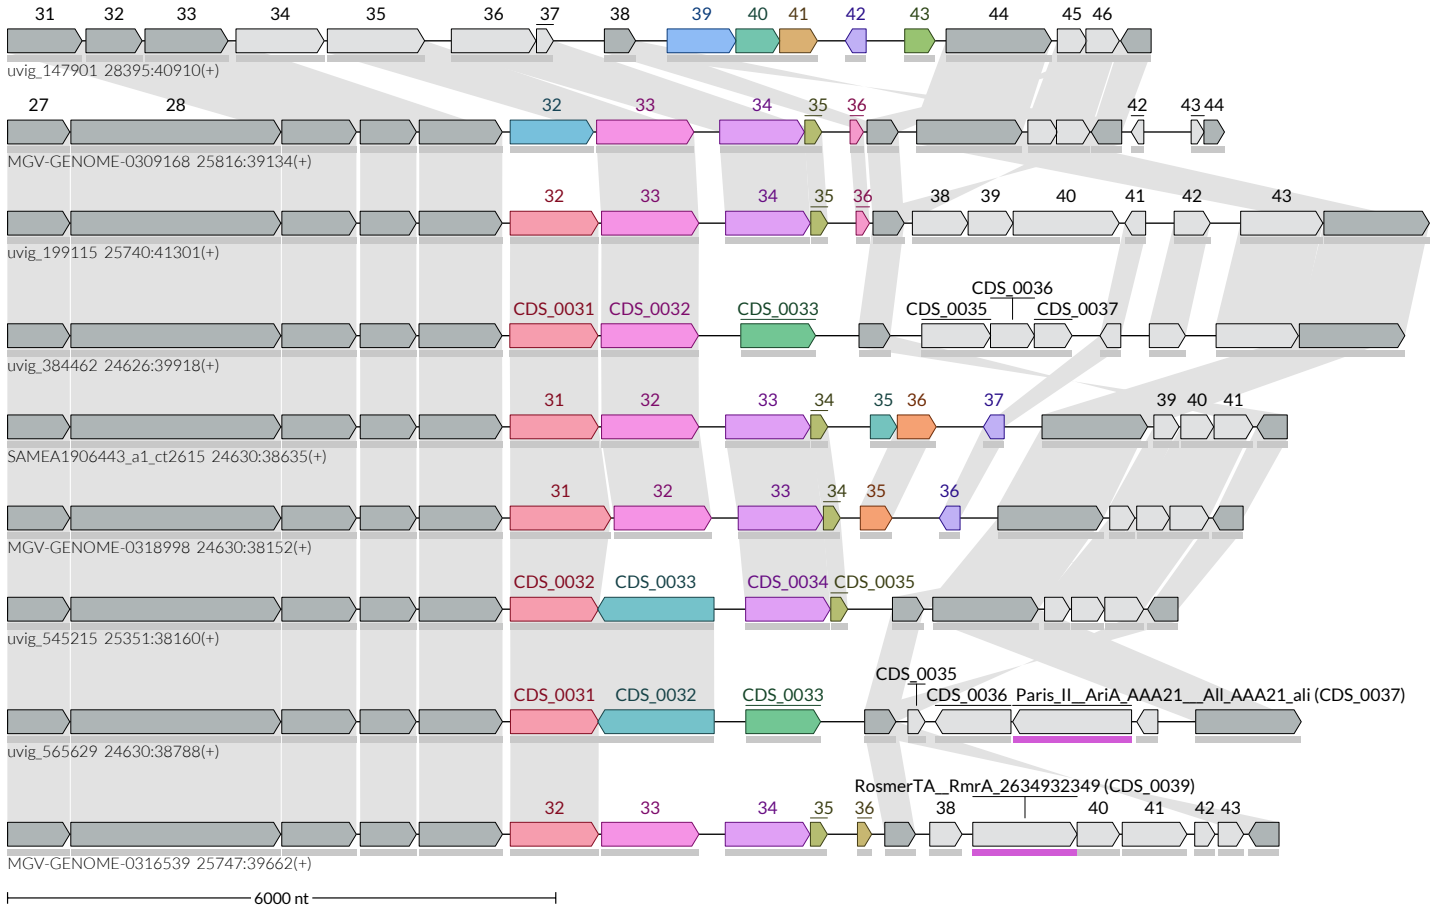 31 32 33 34 35 36 37 38 39 40 41 42 43 44 45 46
uvig_147901 28395:40910(+)
27 28 32 33 34 35 36 42 43 44
MGV-GENOME-0309168 25816:39134(+)
32 33 34 35 36 38 39 40 41 42 43
uvig_199115 25740:41301(+)
CDS_0036
CDS_0031 CDS_0032 CDS_0033 CDS_0035 CDS_0037
uvig_384462 24626:39918(+)
31 32 33 34 35 36 37 39 40 41
SAMEA1906443_a1_ct2615 24630:38635(+)
31 32 33 34 35 36
MGV-GENOME-0318998 24630:38152(+)
CDS_0032 CDS_0033 CDS_0034 CDS_0035
uvig_545215 25351:38160(+)
CDS_0035
CDS_0031 CDS_0032 CDS_0033 CDS_0036 Paris_II__AriA_AAA21___AII_AAA21_ali (CDS_0037)
uvig_565629 24630:38788(+)
RosmerTA__RmrA_2634932349 (CDS_0039)
32 33 34 35 36 38 40 41 42 43
MGV-GENOME-0316539 25747:39662(+)
6000 nt